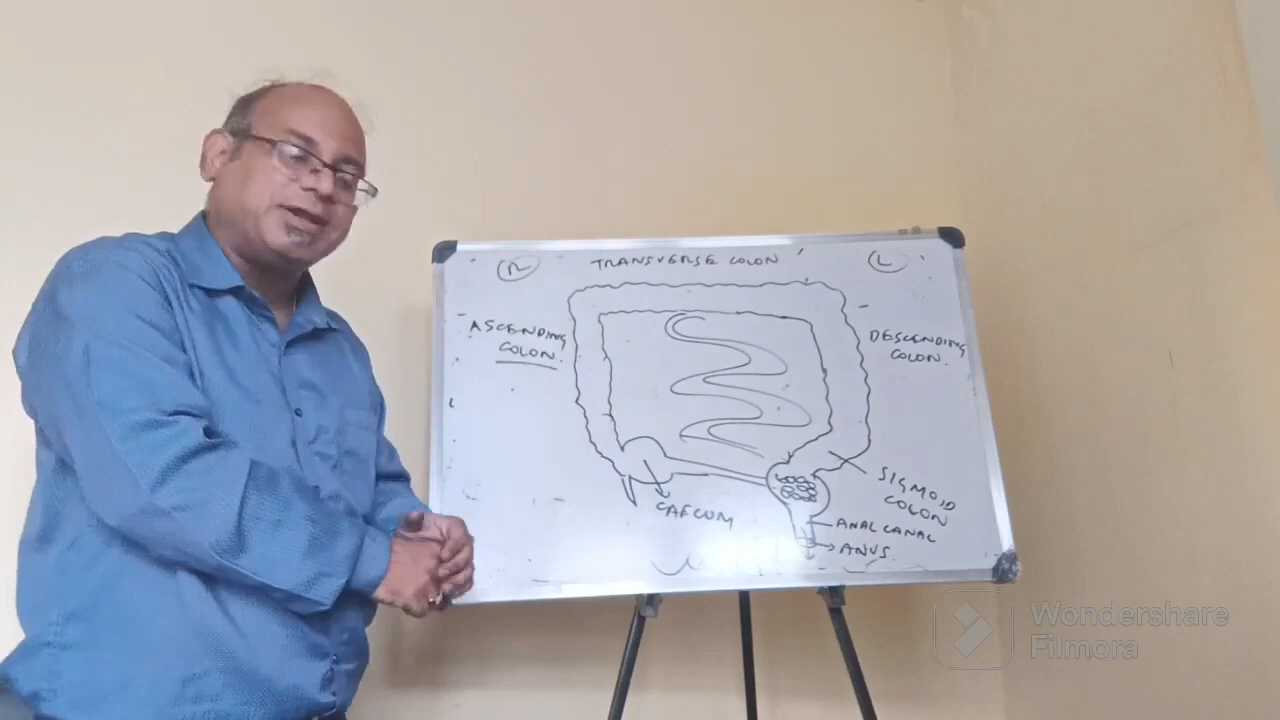 R
TRANSVERSE COLON
L
ASCENDING
COLON.
DESCENDING
COLON.
SIGMOID
COLON
CAECUM
ANAL CANAL
ANUS
Wondershare
Filmora